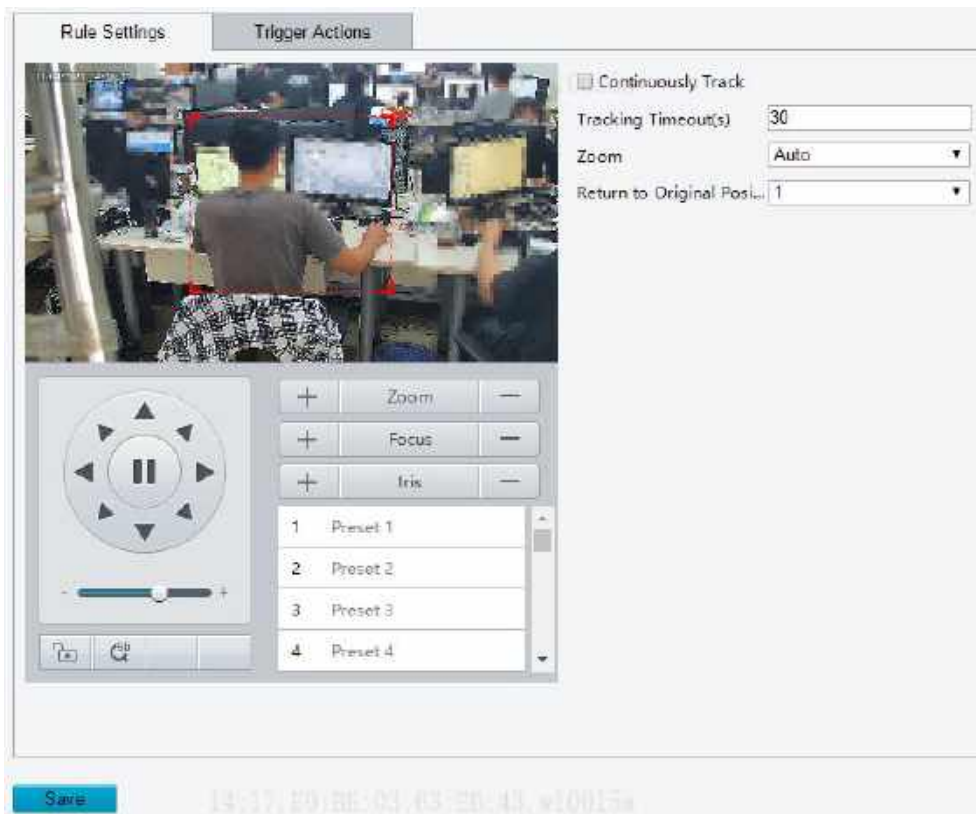 Rule Settings
Trigger Actions
Continuously Track
Tracking Timeout(s) 30
Zoom Auto
Return to Original Posi... 1
+ Zoom —
+ Focus —
+ Iris —
1 Preset 1
2 Preset 2
3 Preset 3
4 Preset 4
- +
Save